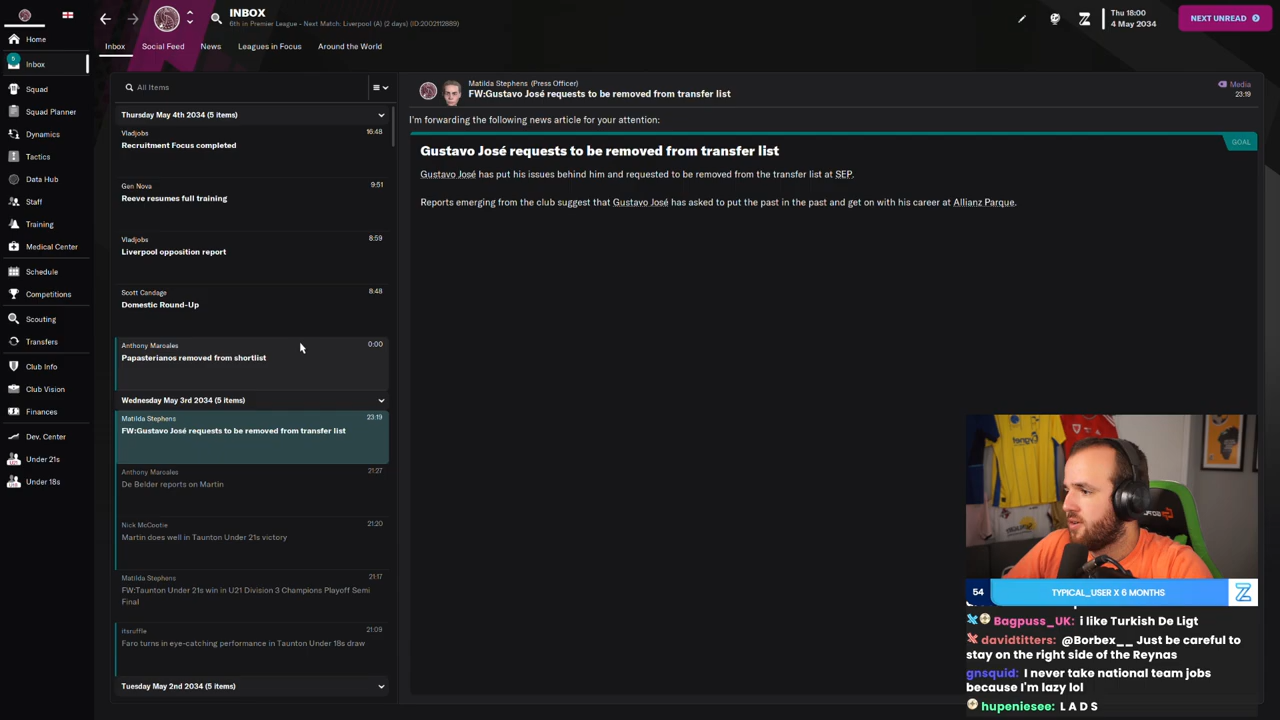 INBOX
6th in Premier League - Next Match: Liverpool (A) (2 days) (ID:2002112889)
Thu 18:00
4 May 2034
NEXT UNREAD
Inbox
Social Feed
News
Leagues in Focus
Around the World
Home
5
Inbox
Squad
Squad Planner
Dynamics
Tactics
Data Hub
Staff
Training
Medical Center
Schedule
Competitions
Scouting
Transfers
Club Info
Club Vision
Finances
Dev. Center
Under 21s
Under 18s
All Items
Thursday May 4th 2034 (5 items)
Vladjobs 16:48
Recruitment Focus completed
Gen Nova 9:51
Reeve resumes full training
Vladjobs 8:59
Liverpool opposition report
Scott Candage 8:48
Domestic Round-Up
Anthony Maroales 0:00
Papasterianos removed from shortlist
Wednesday May 3rd 2034 (5 items)
Matilda Stephens 23:19
FW:Gustavo José requests to be removed from transfer list
Anthony Maroales 21:27
De Belder reports on Martin
Nick McCootie 21:20
Martin does well in Taunton Under 21s victory
Matilda Stephens 21:17
FW:Taunton Under 21s win in U21 Division 3 Champions Playoff Semi
Final
itsruffle 21:09
Faro turns in eye-catching performance in Taunton Under 18s draw
Tuesday May 2nd 2034 (5 items)
Matilda Stephens (Press Officer)
FW:Gustavo José requests to be removed from transfer list
Media
23:19
I'm forwarding the following news article for your attention:
GOAL
Gustavo José requests to be removed from transfer list
Gustavo José has put his issues behind him and requested to be removed from the transfer list at SEP.
Reports emerging from the club suggest that Gustavo José has asked to put the past in the past and get on with his career at Allianz Parque.
54
TYPICAL_USER X 6 MONTHS
Bagpuss_UK: i like Turkish De Ligt
davidtitters: @Borbex__ Just be careful to
stay on the right side of the Reynas
gnsquid: I never take national team jobs
because I'm lazy lol
hupeniesee: L A D S